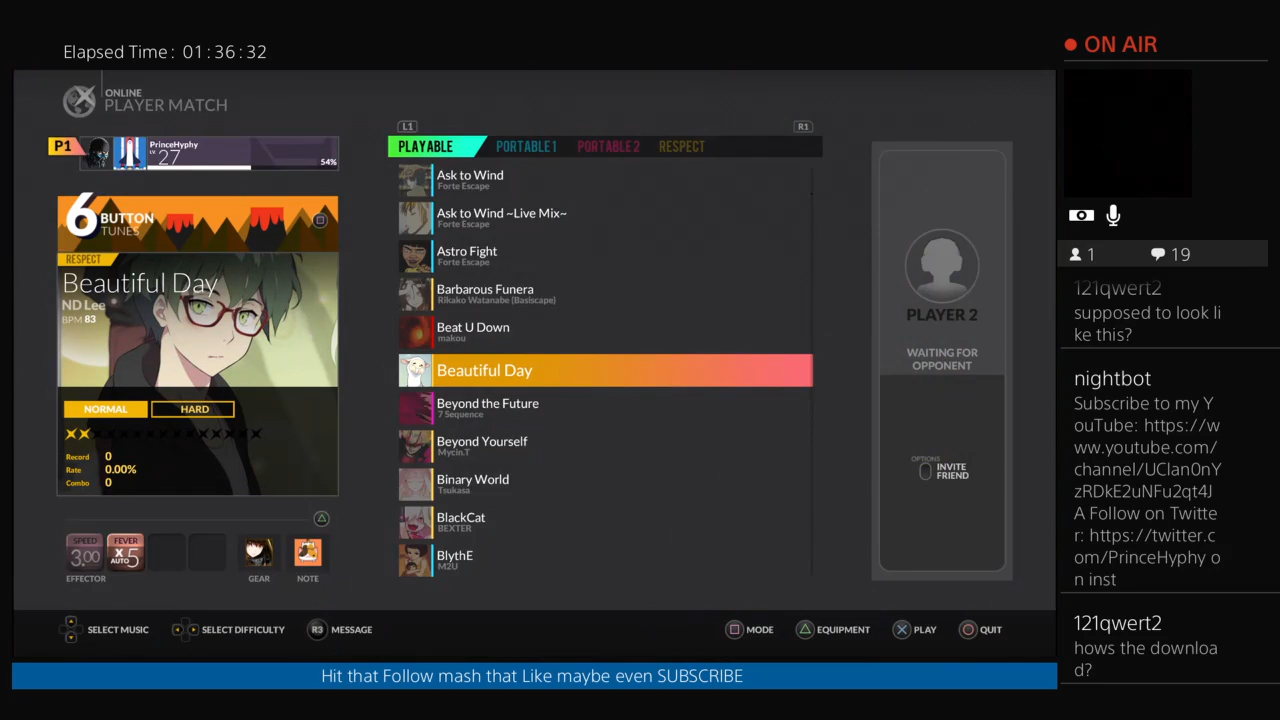 Elapsed Time: 01:36:32
ON AIR
ONLINE
PLAYER MATCH
P1
PrinceHyphy
LV. 27
54%
6 BUTTON
TUNES
RESPECT
Beautiful Day
ND Lee
BPM 83
NORMAL
HARD
Record 0
Rate 0.00%
Combo 0
SPEED
3.00
FEVER
X5
AUTO
EFFECTOR
GEAR
NOTE
L1
R1
PLAYABLE
PORTABLE1
PORTABLE2
RESPECT
Ask to Wind
Forte Escape
Ask to Wind ~Live Mix~
Forte Escape
Astro Fight
Forte Escape
Barbarous Funera
Rikako Watanabe (Basiscape)
Beat U Down
makou
Beautiful Day
Beyond the Future
7 Sequence
Beyond Yourself
Mycin.T
Binary World
Tsukasa
BlackCat
BEXTER
BlythE
M2U
PLAYER 2
WAITING FOR
OPPONENT
OPTIONS
INVITE
FRIEND
SELECT MUSIC
SELECT DIFFICULTY
R3
MESSAGE
MODE
EQUIPMENT
PLAY
QUIT
Hit that Follow mash that Like maybe even SUBSCRIBE
1
19
121qwert2
supposed to look li
ke this?
nightbot
Subscribe to my Y
ouTube: https://w
ww.youtube.com/
channel/UClan0nY
zRDkE2uNFu2qt4J
A Follow on Twitte
r: https://twitter.c
om/PrinceHyphy o
n inst
121qwert2
hows the downloa
d?